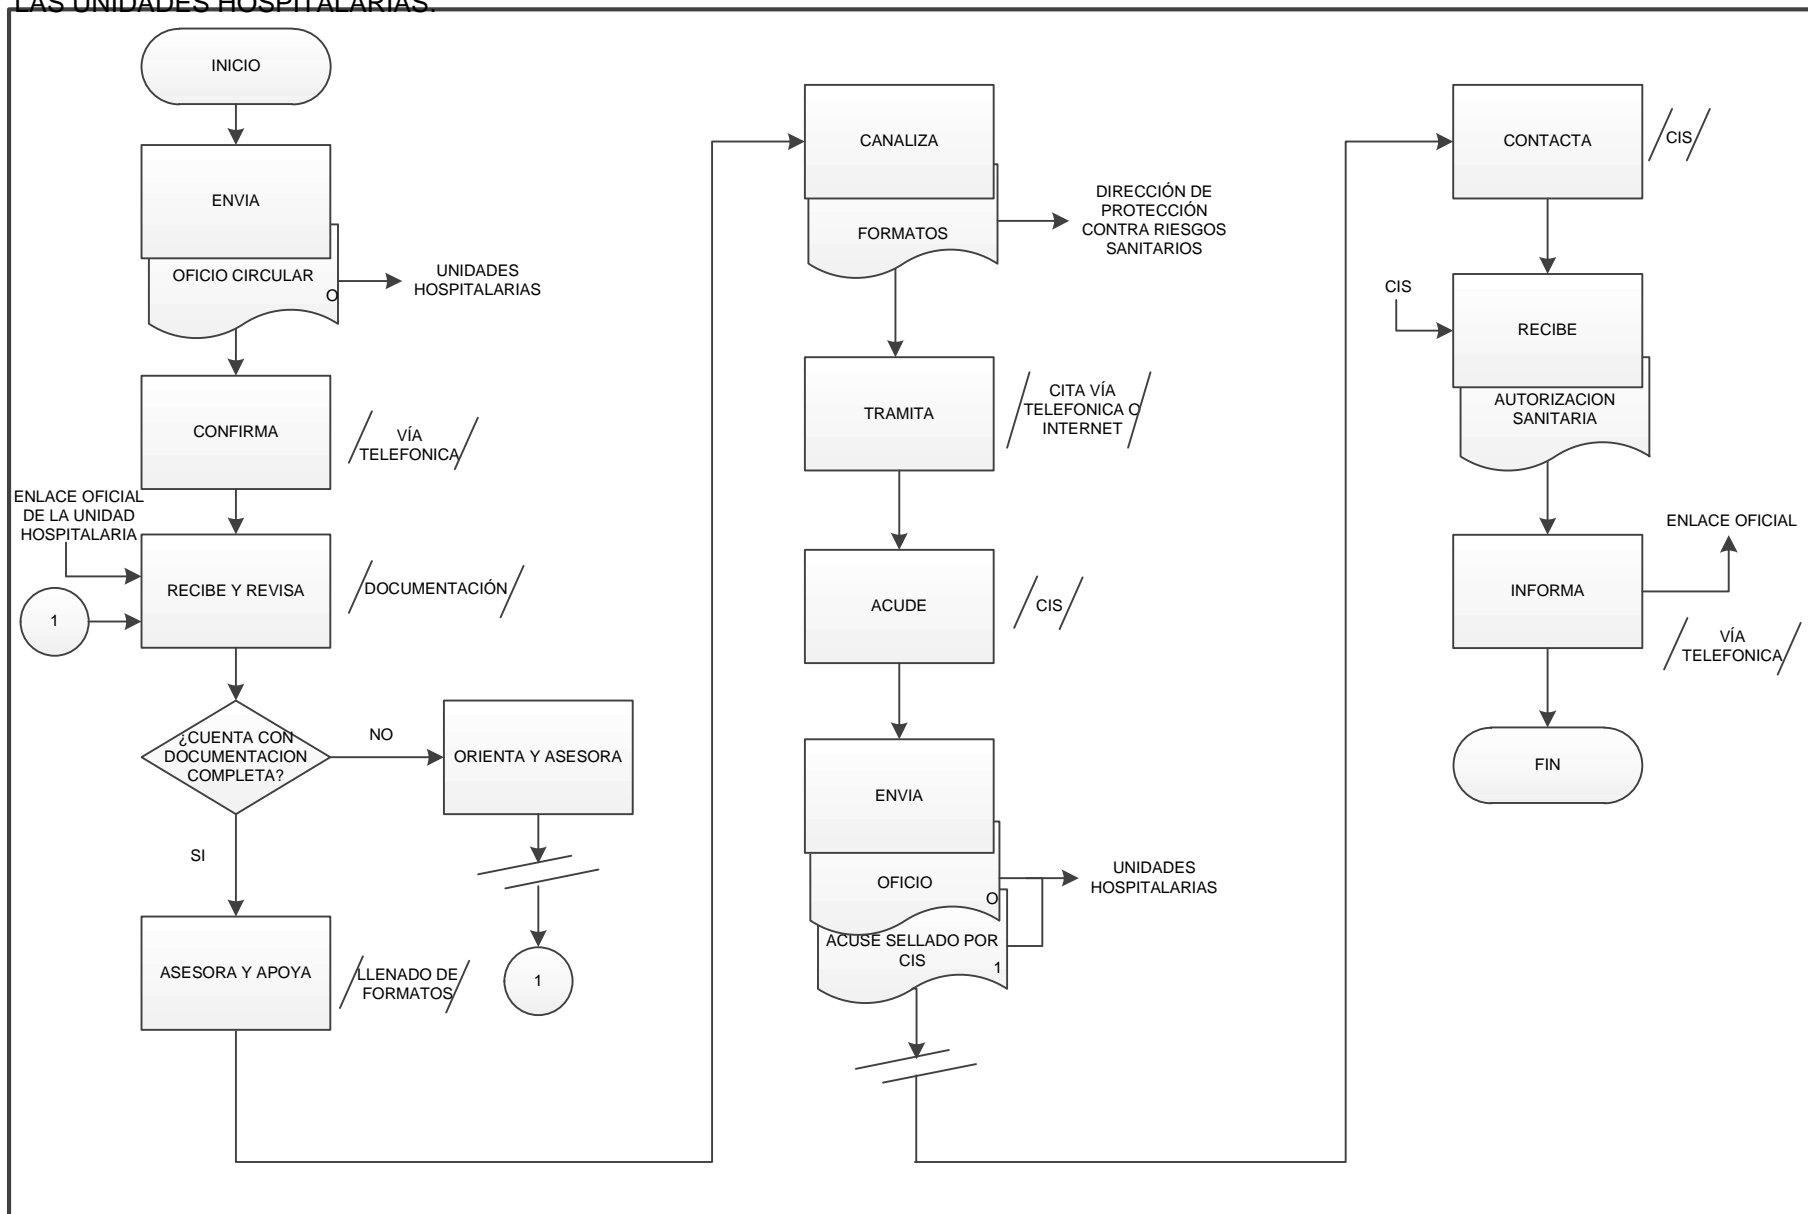 LAS UNIDADES HOSPITALARIAS.
INICIO
ENVIA
OFICIO CIRCULAR
O
UNIDADES
HOSPITALARIAS
CONFIRMA
VÍA
TELEFONICA
ENLACE OFICIAL
DE LA UNIDAD
HOSPITALARIA
RECIBE Y REVISA
DOCUMENTACIÓN
1
¿CUENTA CON
DOCUMENTACION
COMPLETA?
NO
ORIENTA Y ASESORA
1
SI
ASESORA Y APOYA
LLENADO DE
FORMATOS
CANALIZA
FORMATOS
DIRECCIÓN DE
PROTECCIÓN
CONTRA RIESGOS
SANITARIOS
TRAMITA
CITA VÍA
TELEFONICA O
INTERNET
ACUDE
CIS
ENVIA
OFICIO
O
UNIDADES
HOSPITALARIAS
ACUSE SELLADO POR
CIS
1
CONTACTA
CIS
CIS
RECIBE
AUTORIZACION
SANITARIA
ENLACE OFICIAL
INFORMA
VÍA
TELEFONICA
FIN